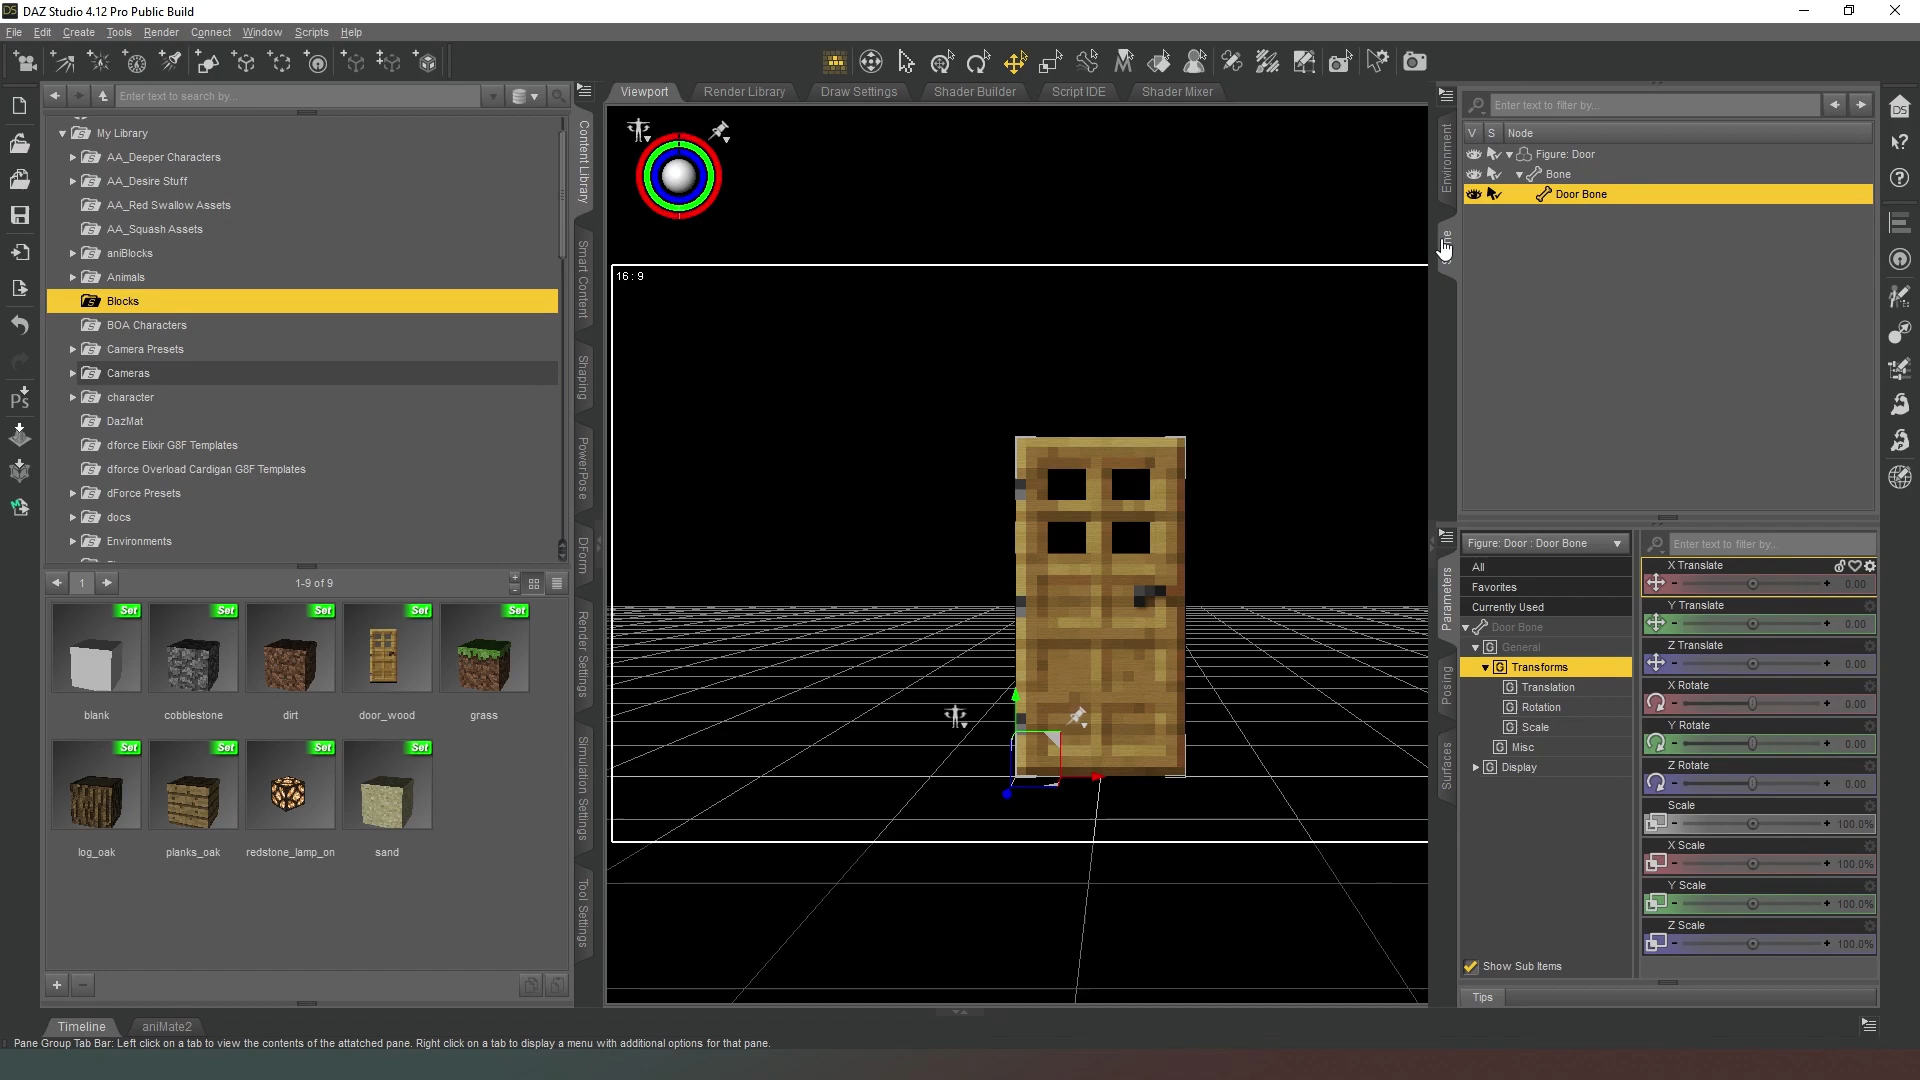 DAZ Studio 4.12 Pro Public Build
File Edit Create Tools Render Connect Window Scripts Help
Enter text to search by...
My Library
AA_Deeper Characters
AA_Desire Stuff
AA_Red Swallow Assets
AA_Squash Assets
aniBlocks
Animals
Blocks
BOA Characters
Camera Presets
Cameras
character
DazMat
dforce Elixir G8F Templates
dforce Overload Cardigan G8F Templates
dForce Presets
docs
Environments
1
1-9 of 9
Set Set Set Set Set
blank cobblestone dirt door_wood grass
Set Set Set Set
log_oak planks_oak redstone_lamp_on sand
Content Library
Smart Content
Shaping
PowerPose
DForm
Render Settings
Simulation Settings
Tool Settings
Viewport Render Library Draw Settings Shader Builder Script IDE Shader Mixer
16 : 9
Environment
Enter text to filter by...
V S Node
Figure: Door
Bone
Door Bone
Parameters
Posing
Surfaces
Figure: Door : Door Bone
All
Favorites
Currently Used
Door Bone
General
Transforms
Translation
Rotation
Scale
Misc
Display
Show Sub Items
Enter text to filter by...
X Translate
0.00
Y Translate
0.00
Z Translate
0.00
X Rotate
0.00
Y Rotate
0.00
Z Rotate
0.00
Scale
100.0%
X Scale
100.0%
Y Scale
100.0%
Z Scale
100.0%
Tips
Timeline aniMate2
Pane Group Tab Bar: Left click on a tab to view the contents of the attatched pane. Right click on a tab to display a menu with additional options for that pane.